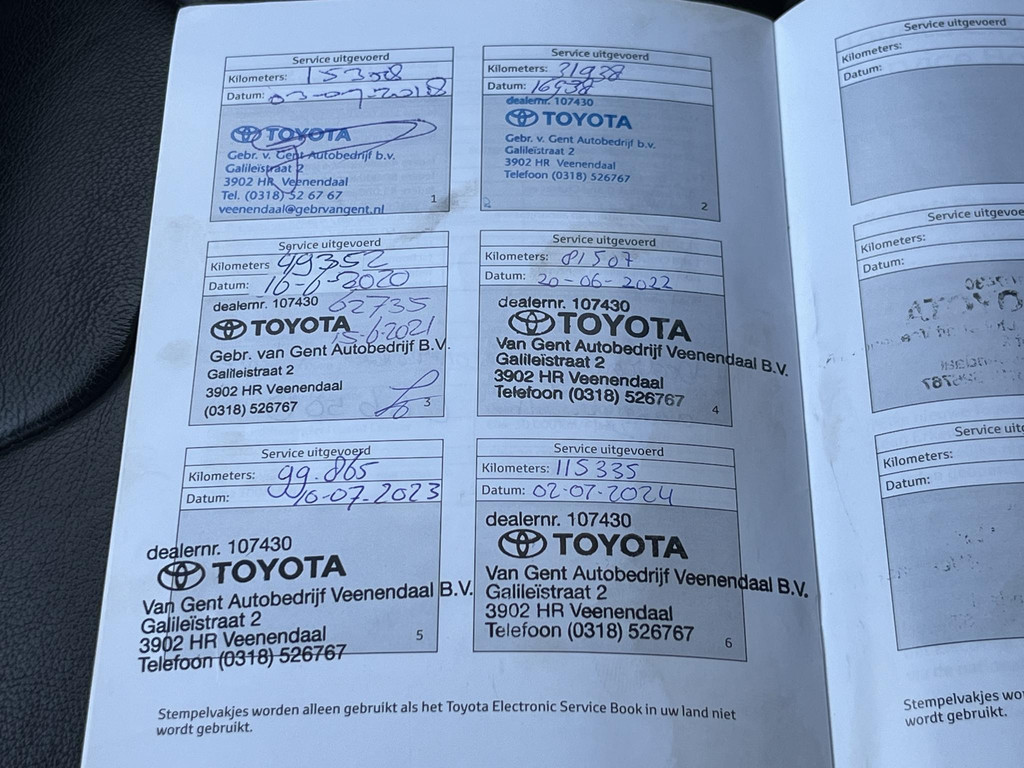 Service uitgevoerd
Kilometers:
Datum: 03-07-2018
TOYOTA
Gebr. v. Gent Autobedrijf b.v.
Galileïstraat 2
3902 HR Veenendaal
Tel. (0318) 52 67 67
veenendaal@gebrvangent.nl
1
Service uitgevoerd
Kilometers: 31938
Datum:
dealernr. 107430
TOYOTA
Gebr. v. Gent Autobedrijf b.v.
Galileistraat 2
3902 HR Veenendaal
Telefoon (0318) 526767
2
Service uitgevoerd
Kilometers 49352
Datum: 16-6-2020
dealernr. 107430 62735
TOYOTA 15-6-2021
Gebr. van Gent Autobedrijf B.V.
Galileistraat 2
3902 HR Veenendaal
(0318) 526767
3
Service uitgevoerd
Kilometers: 81507
Datum: 20-06-2022
dealernr. 107430
TOYOTA
Van Gent Autobedrijf Veenendaal B.V.
Galileïstraat 2
3902 HR Veenendaal
Telefoon (0318) 526767
4
Service uitgevoerd
Kilometers: 99.865
Datum: 10-07-2023
dealernr. 107430
TOYOTA
Van Gent Autobedrijf Veenendaal B.V.
Galileïstraat 2
3902 HR Veenendaal
Telefoon (0318) 526767
5
Service uitgevoerd
Kilometers: 115335
Datum: 02-07-2024
dealernr. 107430
TOYOTA
Van Gent Autobedrijf Veenendaal B.V.
Galileïstraat 2
3902 HR Veenendaal
Telefoon (0318) 526767
6
Stempelvakjes worden alleen gebruikt als het Toyota Electronic Service Book in uw land niet
wordt gebruikt.
Service uitgevoerd
Kilometers:
Datum:
Service uitgevoe
Kilometers:
Datum:
Service uitg
Kilometers:
Datum:
Stempelvakjes wo
wordt gebruikt.